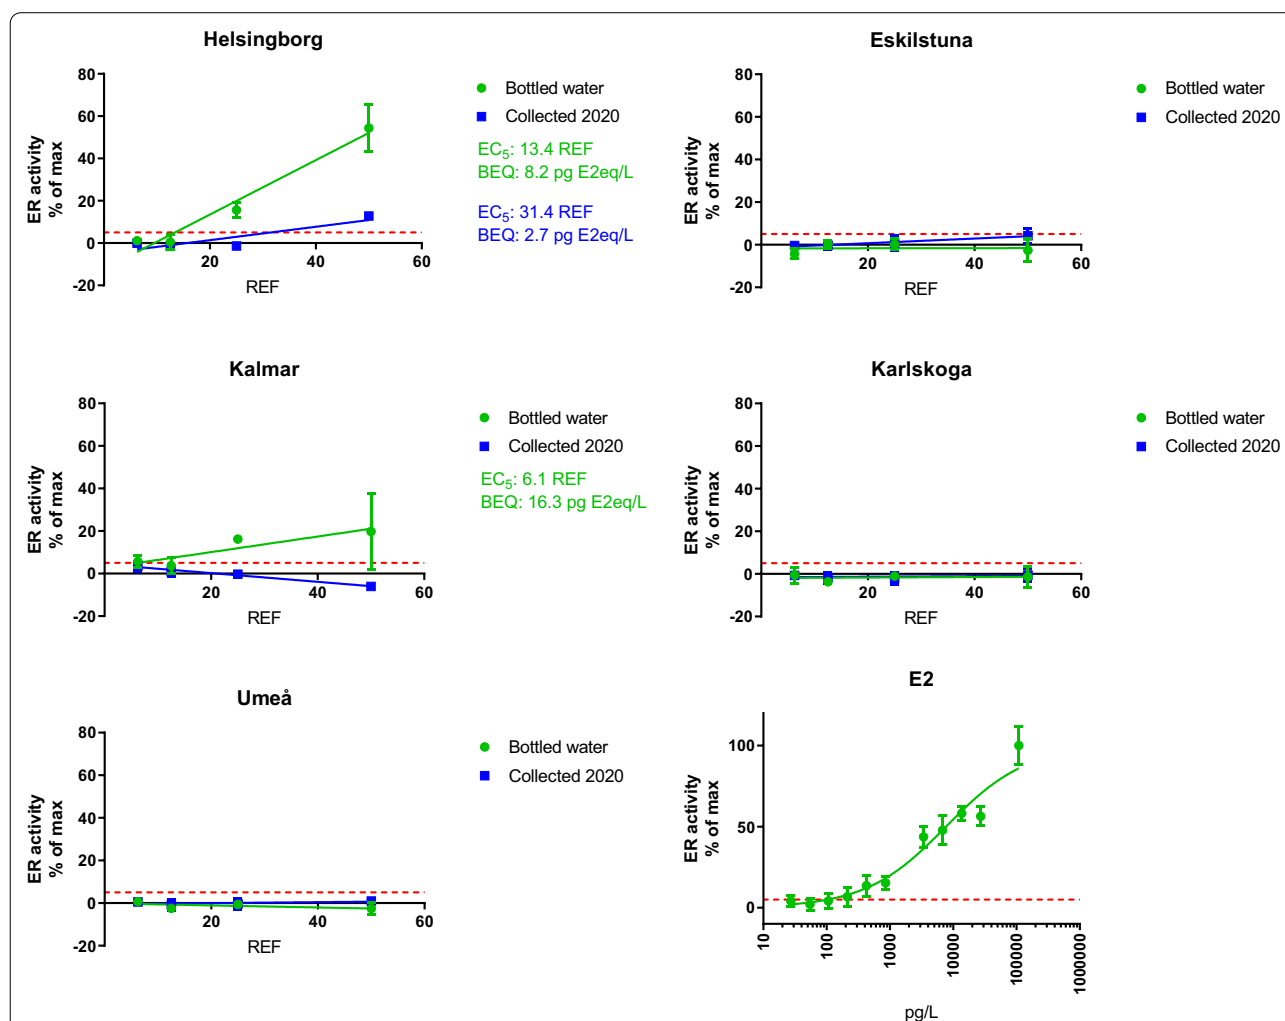 Helsingborg
80
60
40
20
0
-20
20
40
60
ER activity
% of max
REF
Bottled water
Collected 2020
EC5: 13.4 REF
BEQ: 8.2 pg E2eq/L
EC5: 31.4 REF
BEQ: 2.7 pg E2eq/L
Eskilstuna
80
60
40
20
0
-20
20
40
60
ER activity
% of max
REF
Bottled water
Collected 2020
Kalmar
80
60
40
20
0
-20
20
40
60
ER activity
% of max
REF
Bottled water
Collected 2020
EC5: 6.1 REF
BEQ: 16.3 pg E2eq/L
Karlskoga
80
60
40
20
0
-20
20
40
60
ER activity
% of max
REF
Bottled water
Collected 2020
Umeå
80
60
40
20
0
-20
20
40
60
ER activity
% of max
REF
Bottled water
Collected 2020
E2
100
50
0
ER activity
% of max
10
100
1000
10000
100000
1000000
pg/L